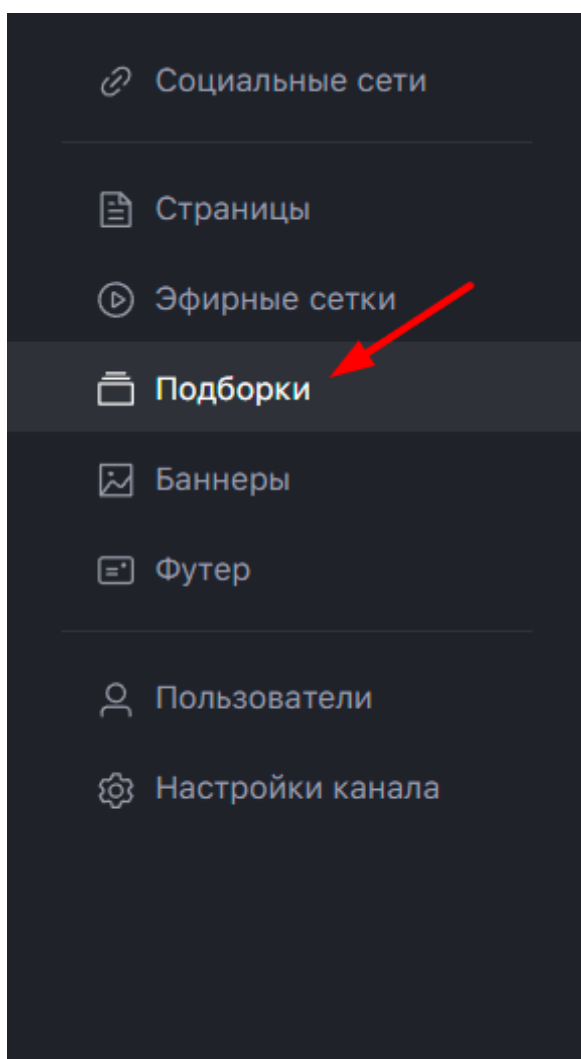 Социальные сети
Страницы
Эфирные сетки
Подборки
Баннеры
Футер
Пользователи
Настройки канала